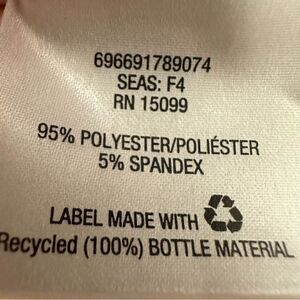 696691789074
SEAS: F4
RN 15099
95% POLYESTER/POLIÉSTER
5% SPANDEX
LABEL MADE WITH
Recycled (100%) BOTTLE MATERIAL